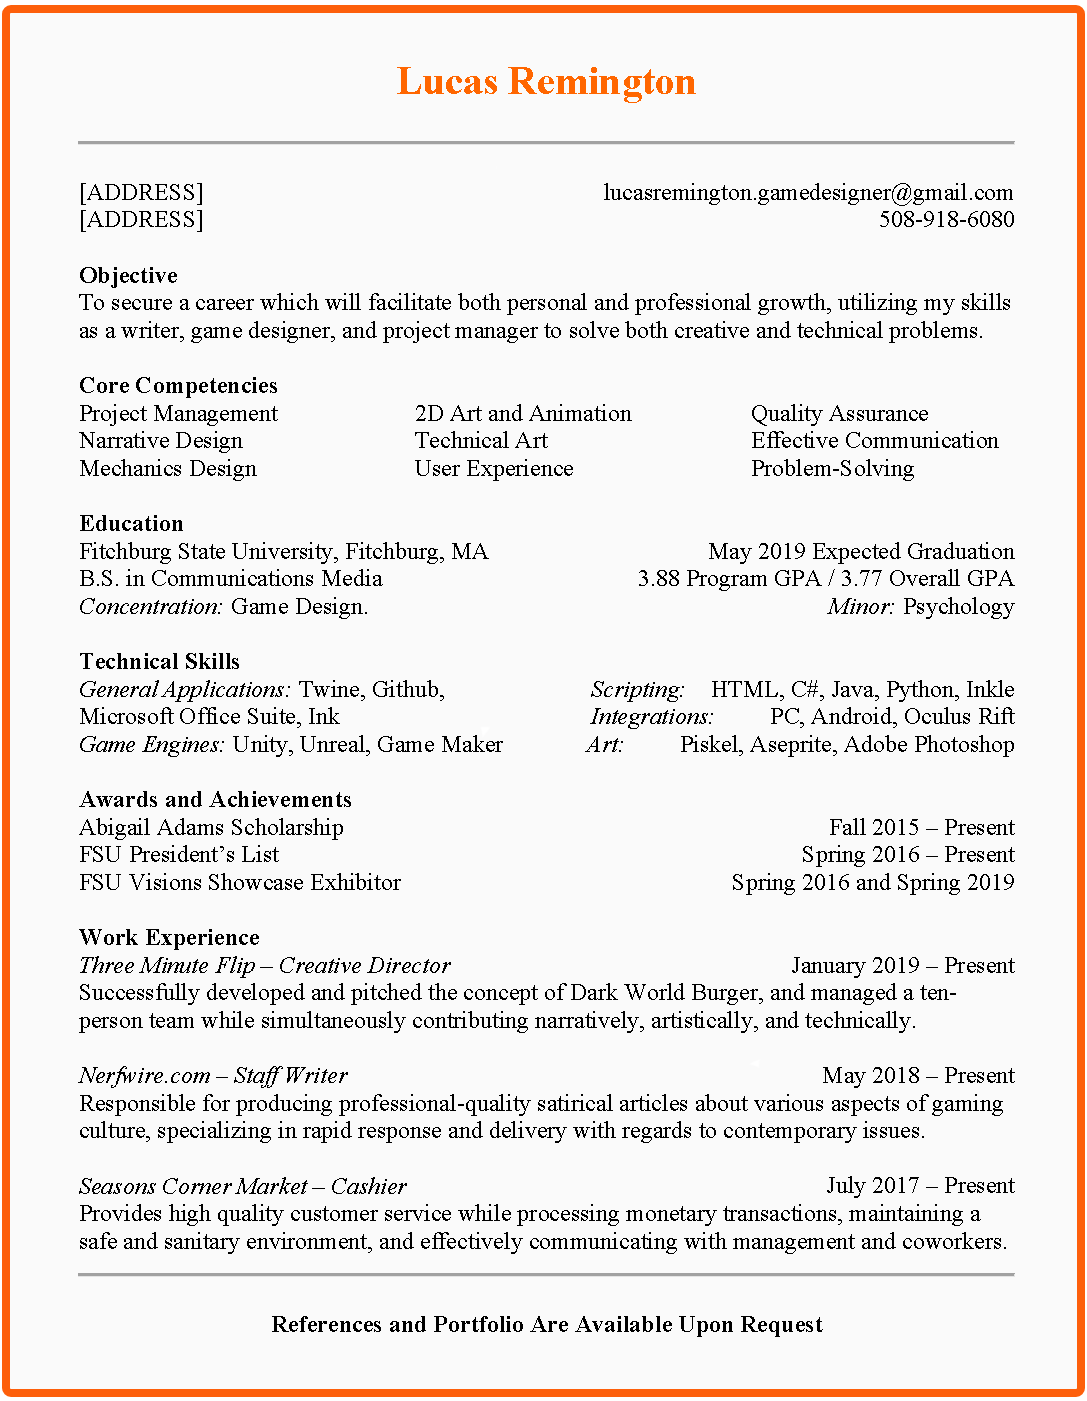 Lucas Remington
[ADDRESS] lucasremington.gamedesigner@gmail.com
[ADDRESS] 508-918-6080
Objective
To secure a career which will facilitate both personal and professional growth, utilizing my skills
as a writer, game designer, and project manager to solve both creative and technical problems.
Core Competencies
Project Management 2D Art and Animation Quality Assurance
Narrative Design Technical Art Effective Communication
Mechanics Design User Experience Problem-Solving
Education
Fitchburg State University, Fitchburg, MA May 2019 Expected Graduation
B.S. in Communications Media 3.88 Program GPA / 3.77 Overall GPA
Concentration: Game Design. Minor: Psychology
Technical Skills
General Applications: Twine, Github, Scripting: HTML, C#, Java, Python, Inkle
Microsoft Office Suite, Ink Integrations: PC, Android, Oculus Rift
Game Engines: Unity, Unreal, Game Maker Art: Piskel, Aseprite, Adobe Photoshop
Awards and Achievements
Abigail Adams Scholarship Fall 2015 – Present
FSU President’s List Spring 2016 – Present
FSU Visions Showcase Exhibitor Spring 2016 and Spring 2019
Work Experience
Three Minute Flip – Creative Director January 2019 – Present
Successfully developed and pitched the concept of Dark World Burger, and managed a ten-
person team while simultaneously contributing narratively, artistically, and technically.
Nerfwire.com – Staff Writer May 2018 – Present
Responsible for producing professional-quality satirical articles about various aspects of gaming
culture, specializing in rapid response and delivery with regards to contemporary issues.
Seasons Corner Market – Cashier July 2017 – Present
Provides high quality customer service while processing monetary transactions, maintaining a
safe and sanitary environment, and effectively communicating with management and coworkers.
References and Portfolio Are Available Upon Request